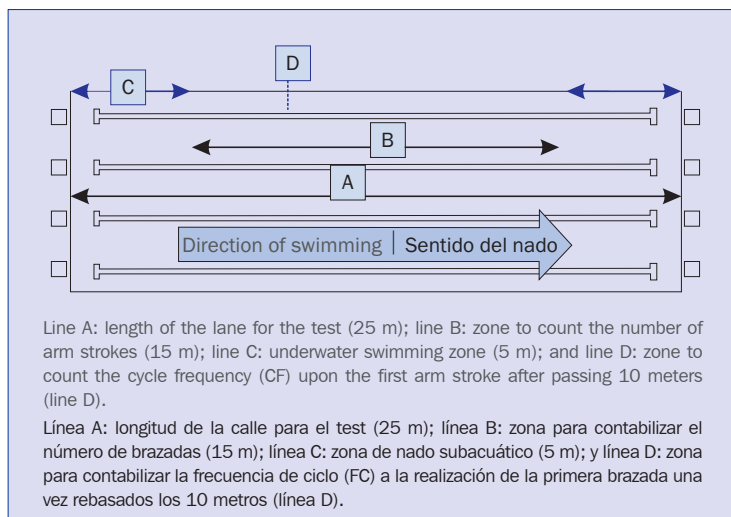 D
C
B
A
Direction of swimming | Sentido del nado
Line A: length of the lane for the test (25 m); line B: zone to count the number of
arm strokes (15 m); line C: underwater swimming zone (5 m); and line D: zone to
count the cycle frequency (CF) upon the first arm stroke after passing 10 meters
(line D).
Línea A: longitud de la calle para el test (25 m); línea B: zona para contabilizar el
número de brazadas (15 m); línea C: zona de nado subacuático (5 m); y línea D: zona
para contabilizar la frecuencia de ciclo (FC) a la realización de la primera brazada una
vez rebasados los 10 metros (línea D).